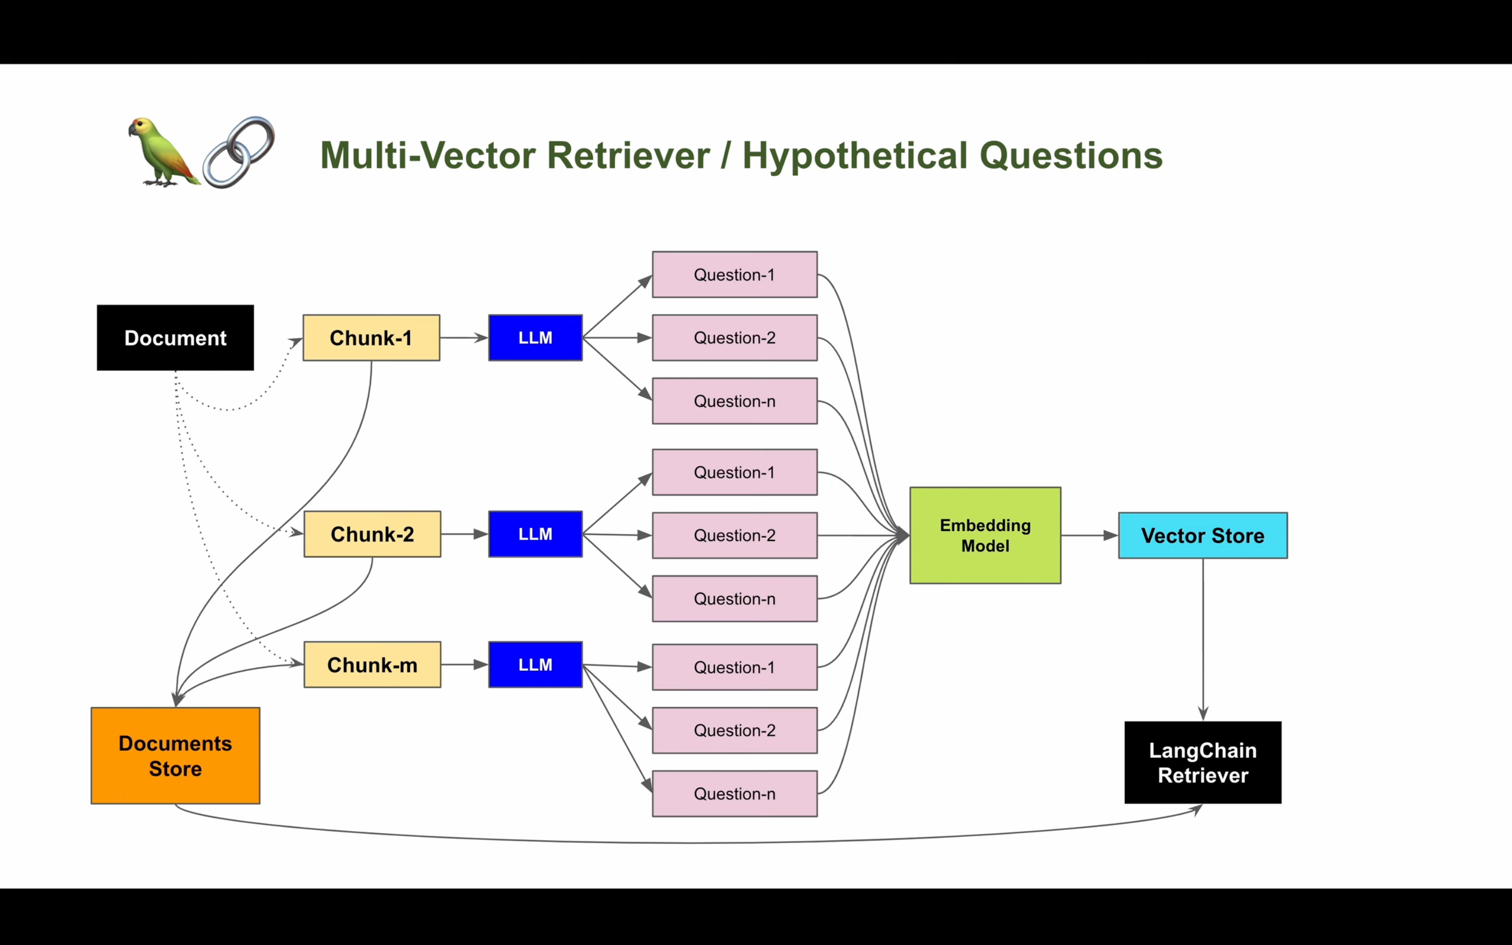 Multi-Vector Retriever / Hypothetical Questions
Document
Chunk-1
LLM
Question-1
Question-2
Question-n
Chunk-2
LLM
Question-1
Question-2
Question-n
Chunk-m
LLM
Question-1
Question-2
Question-n
Embedding
Model
Vector Store
Documents
Store
LangChain
Retriever